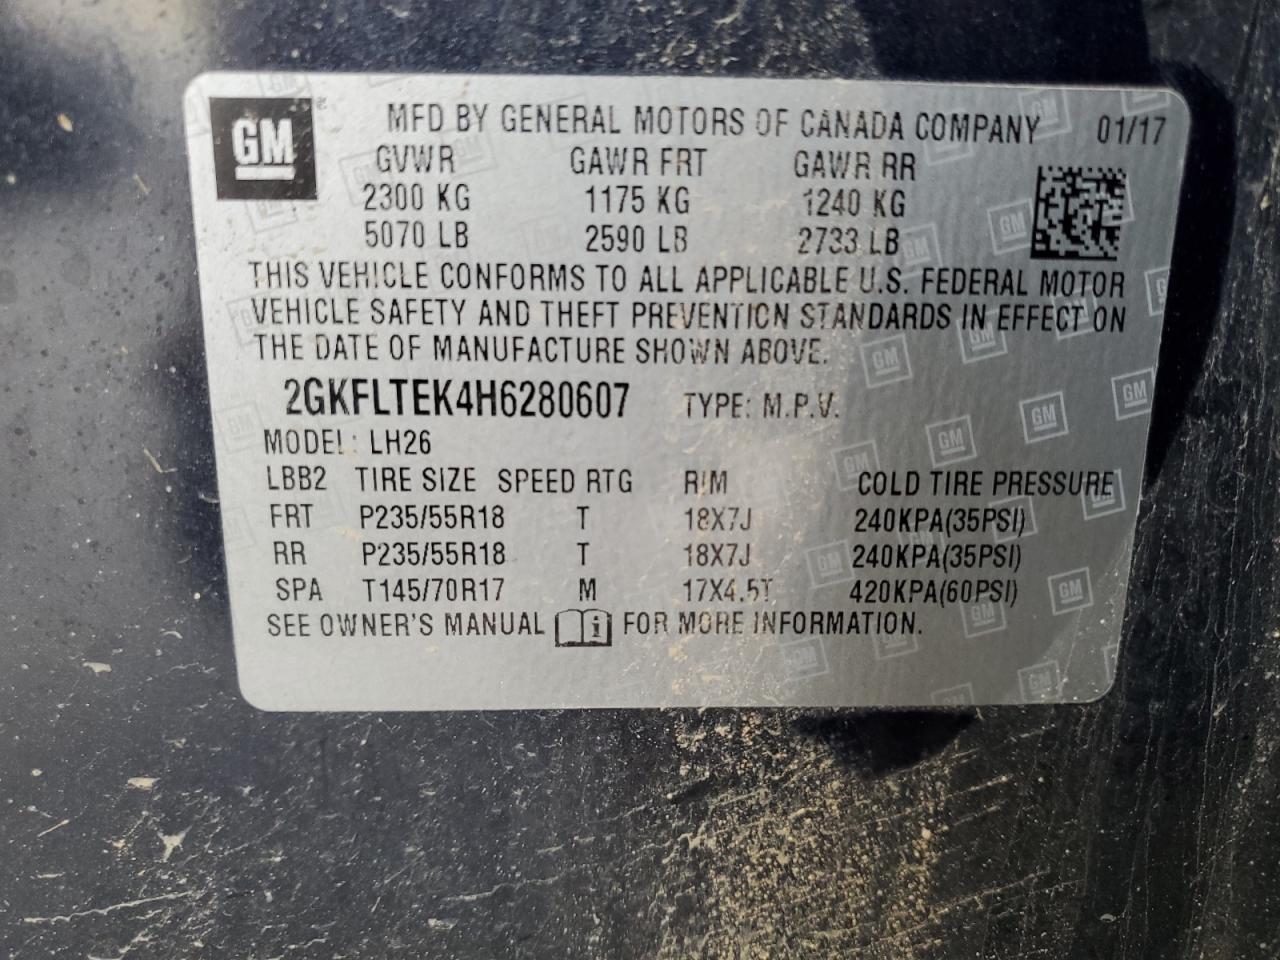 GM
MFD BY GENERAL MOTORS OF CANADA COMPANY 01/17
GVWR GAWR FRT GAWR RR
2300 KG 1175 KG 1240 KG
5070 LB 2590 LB 2733 LB
THIS VEHICLE CONFORMS TO ALL APPLICABLE U.S. FEDERAL MOTOR
VEHICLE SAFETY AND THEFT PREVENTION STANDARDS IN EFFECT ON
THE DATE OF MANUFACTURE SHOWN ABOVE.
2GKFLTEK4H6280607 TYPE: M.P.V.
MODEL: LH26
LBB2 TIRE SIZE SPEED RTG RIM COLD TIRE PRESSURE
FRT P235/55R18 T 18X7J 240KPA(35PSI)
RR P235/55R18 T 18X7J 240KPA(35PSI)
SPA T145/70R17 M 17X4.5T 420KPA(60PSI)
SEE OWNER'S MANUAL i FOR MORE INFORMATION.